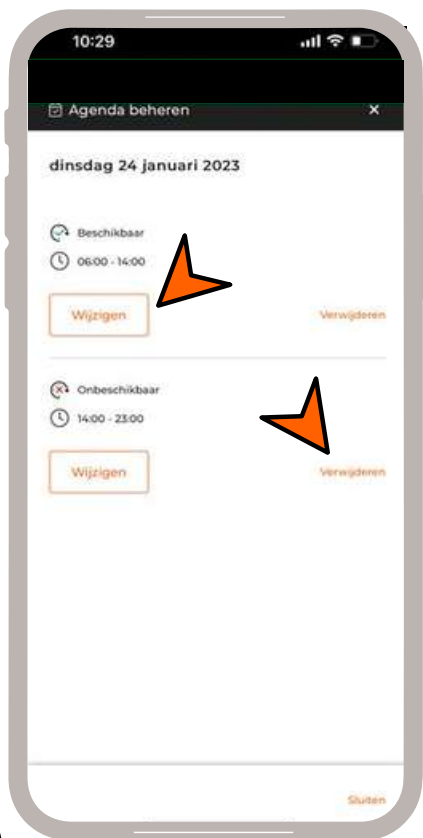 10:29
Agenda beheren
dinsdag 24 januari 2023
Beschikbaar
06:00 - 14:00
Wijzigen Verwijderen
Onbeschikbaar
14:00 - 23:00
Wijzigen Verwijderen
Sluiten